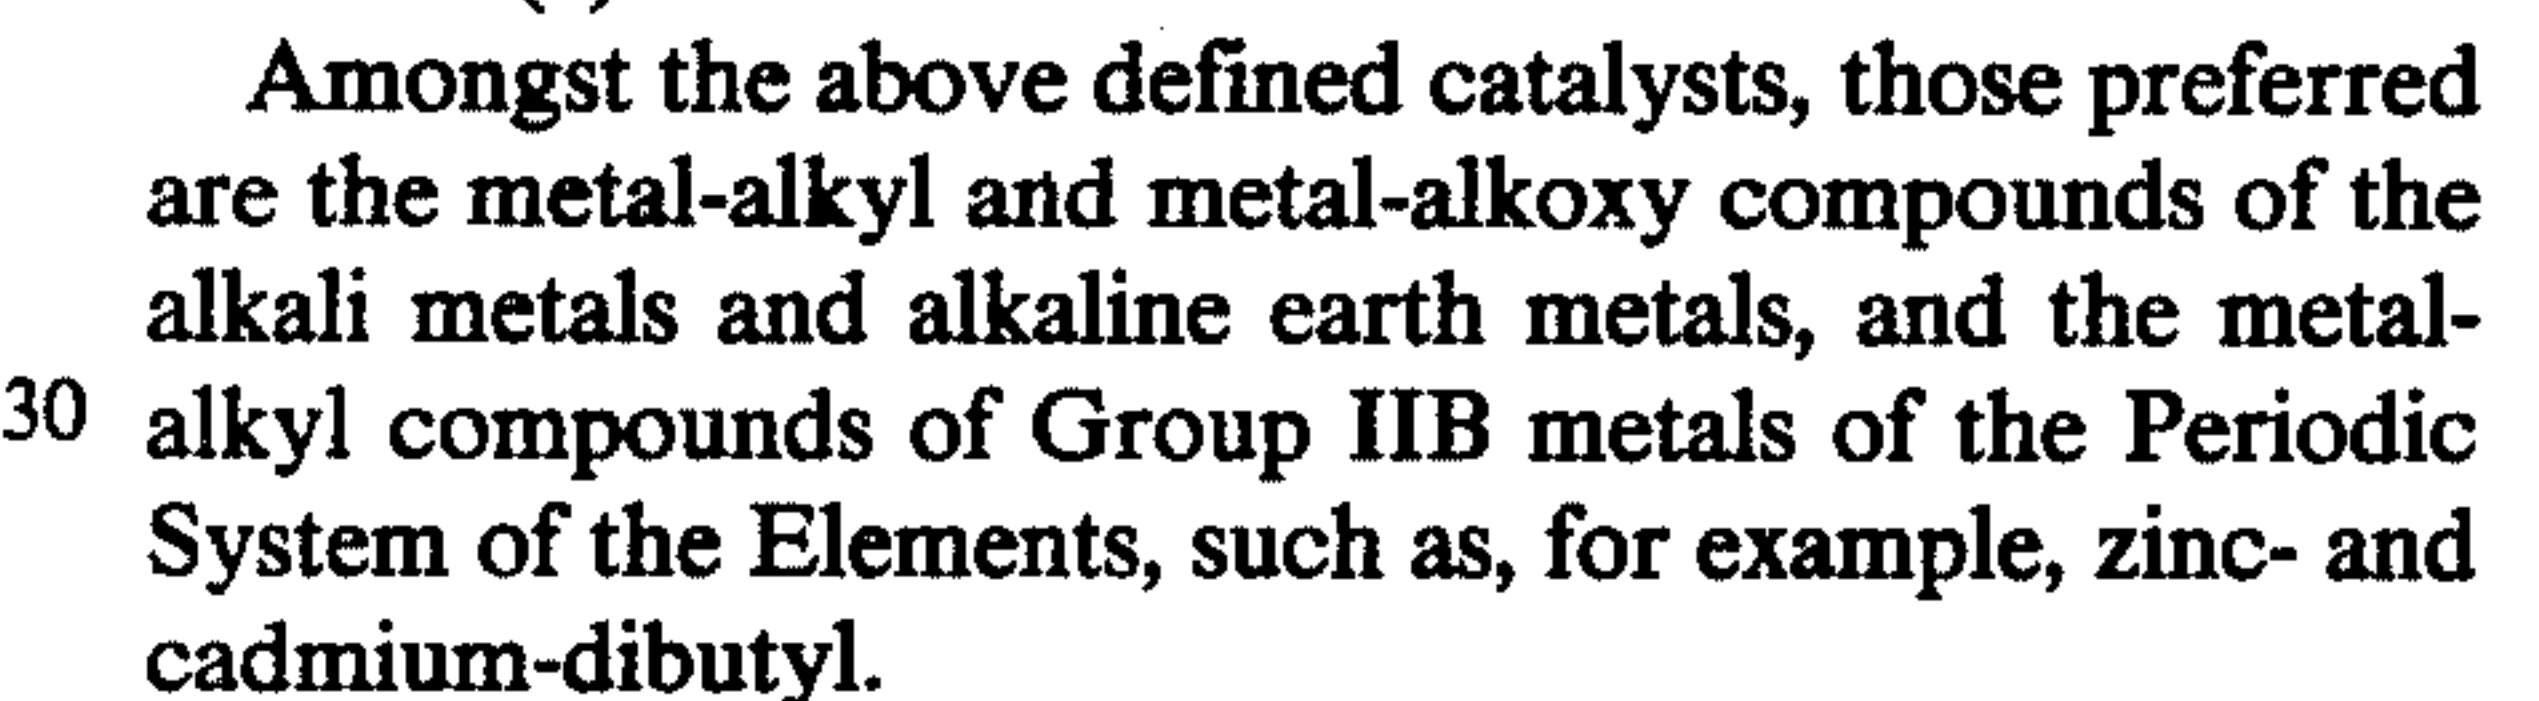 Amongst the above defined catalysts, those preferred
are the metal-alkyl and metal-alkoxy compounds of the
alkali metals and alkaline earth metals, and the metal-
30 alkyl compounds of Group IIB metals of the Periodic
System of the Elements, such as, for example, zinc- and
cadmium-dibutyl.